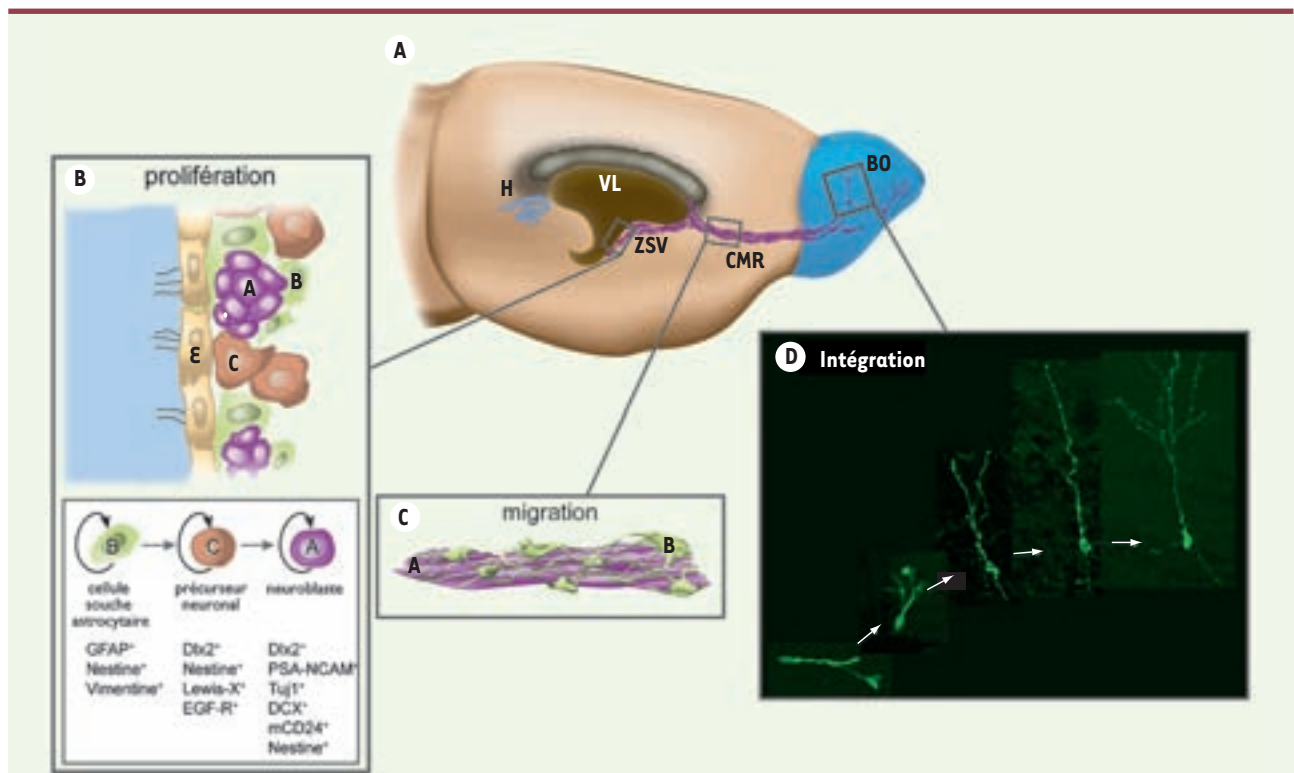 A
H
VL
ZSV
CMR
BO
B
prolifération
A
B
E
C
B
C
A
cellule
souche
astrocytaire
précurseur
neuronal
neuroblaste
GFAP⁺
Nestine⁺
Vimentine⁺
Dlx2⁺
Nestine⁺
Lewis-X⁺
EGF-R⁺
Dlx2⁺
PSA-NCAM⁺
Tuj1⁺
DCX⁺
mCD24⁺
Nestine⁺
C
migration
A
B
D Intégration